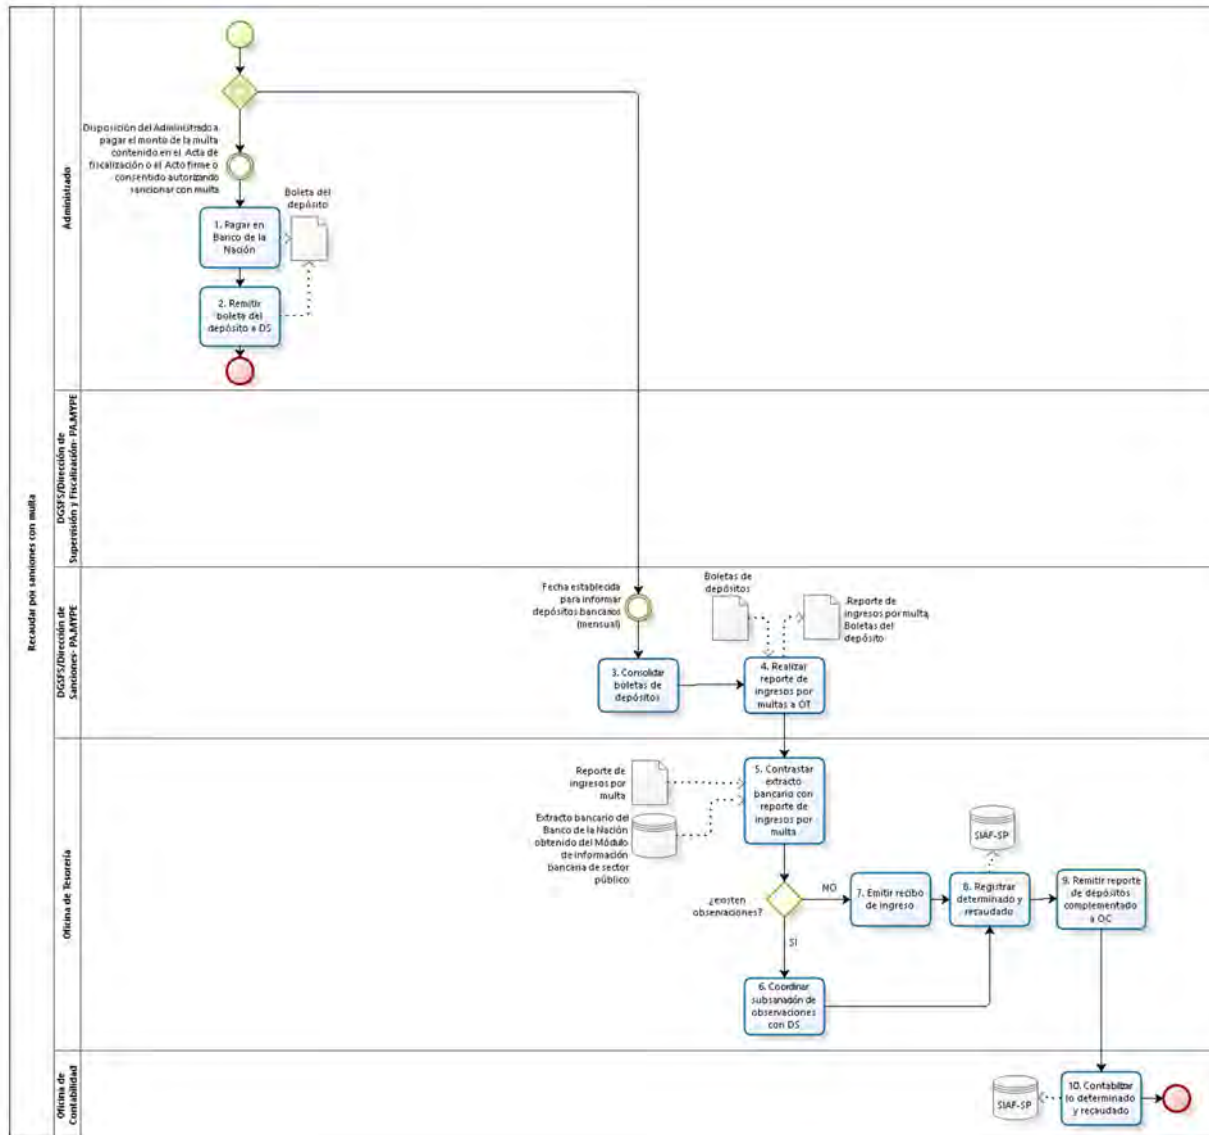 Recaudar por sanciones con multa
Administrado
Disposición del Administrado a
pagar el monto de la multa
contenido en el Acta de
fiscalización o el Acto firme o
consentido autorizando
sancionar con multa
Boleta del
depósito
1. Pagar en
Banco de la
Nación
2. Remitir
boleta del
depósito a DS
DGSFS/Dirección de
Supervisión y Fiscalización- PA.MYPE
DGSFS/Dirección de
Sanciones- PA.MYPE
Fecha establecida
para informar
depósitos bancarios
(mensual)
Boletas de
depósitos
Reporte de
ingresos por multa,
Boletas del
depósito
3. Consolidar
boletas de
depósitos
4. Realizar
reporte de
ingresos por
multas a OT
Oficina de Tesorería
Reporte de
ingresos por
multa
Extracto bancario del
Banco de la Nación
obtenido del Módulo
de información
bancaria de sector
público
5. Contrastar
extracto
bancario con
reporte de
ingresos por
multa
¿existen
observaciones?
NO
SI
7. Emitir recibo
de ingreso
SIAF-SP
8. Registrar
determinado y
recaudado
9. Remitir reporte
de depósitos
complementado
a OC
6. Coordinar
subsanación de
observaciones
con DS
Oficina de
Contabilidad
SIAF-SP
10. Contabilizar
lo determinado
y recaudado